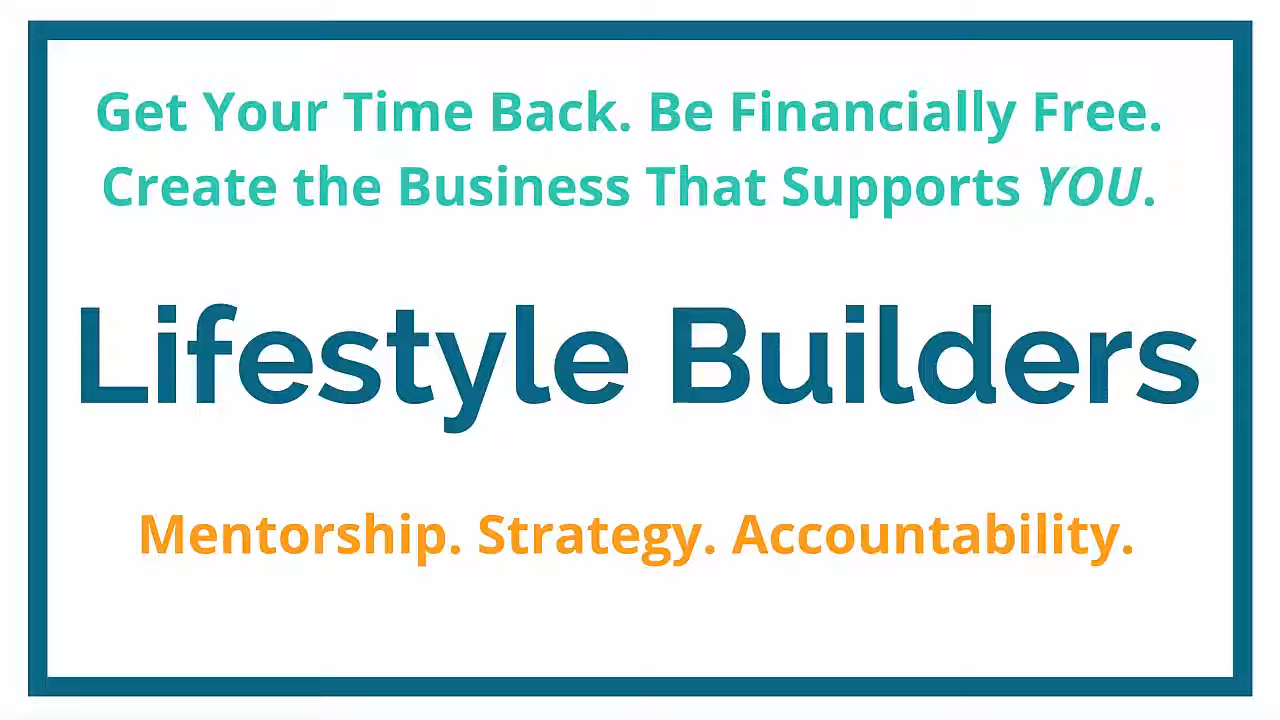 Get Your Time Back. Be Financially Free.
Create the Business That Supports YOU.
Lifestyle Builders
Mentorship. Strategy. Accountability.